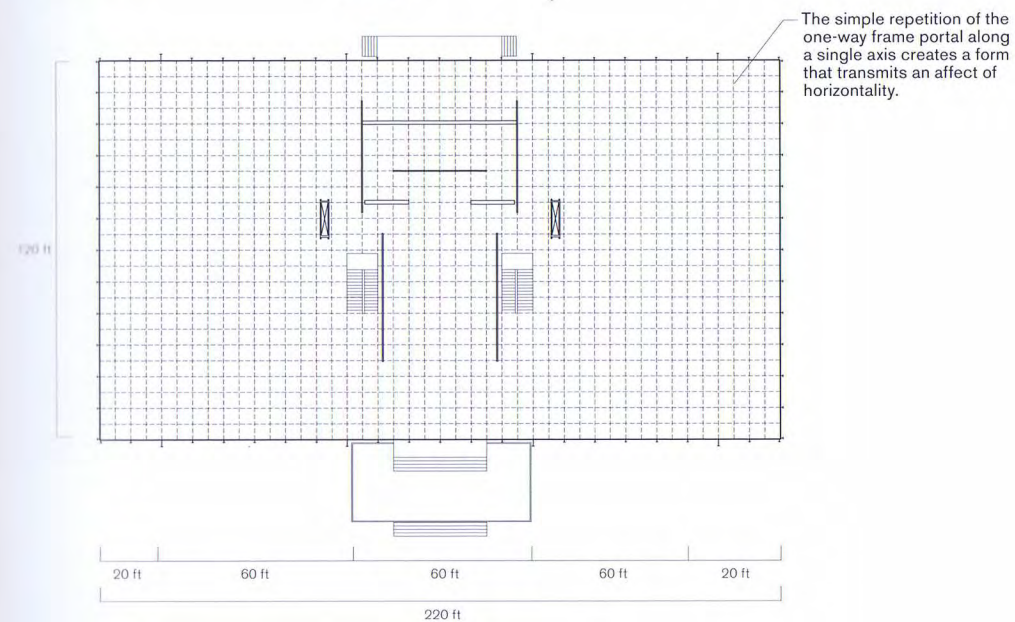 The simple repetition of the
one-way frame portal along
a single axis creates a form
that transmits an affect of
horizontality.
120 ft
20 ft 60 ft 60 ft 60 ft 20 ft
220 ft